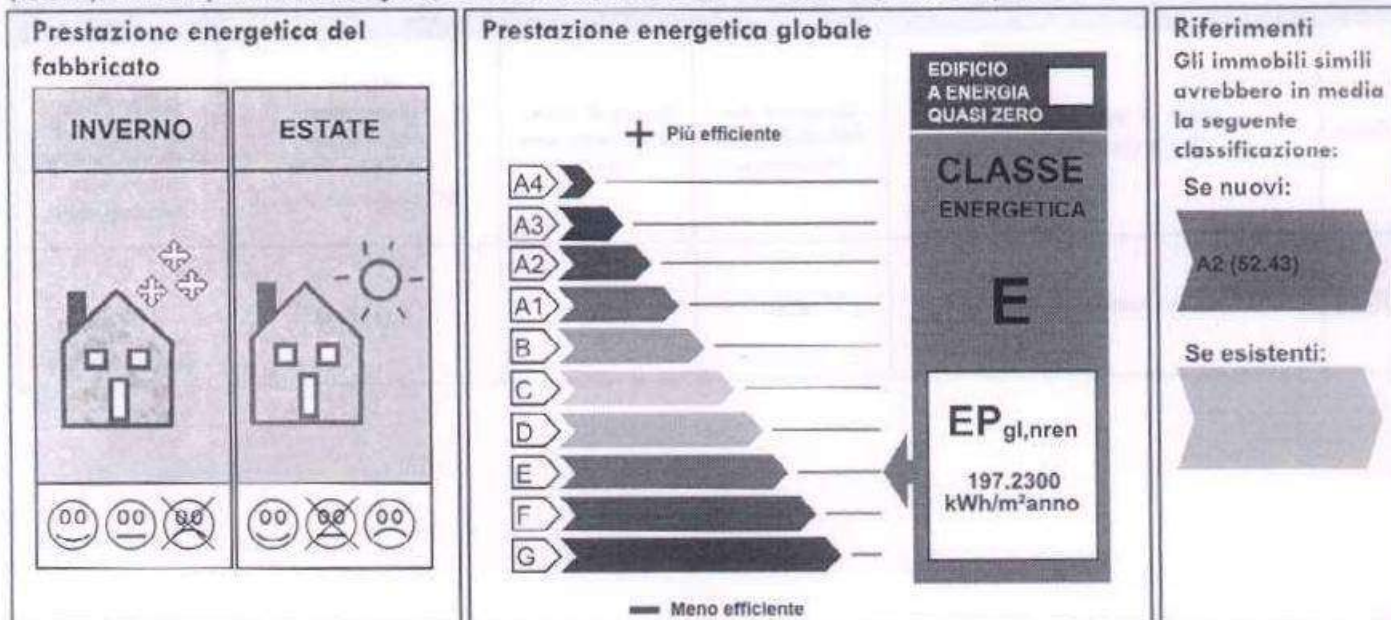 Prestazione energetica del
fabbricato
INVERNO
ESTATE
Prestazione energetica globale
+ Più efficiente
A4
A3
A2
A1
B
C
D
E
F
G
Meno efficiente
EDIFICIO
A ENERGIA
QUASI ZERO
CLASSE
ENERGETICA
E
EPgl,nren
197.2300
kWh/m²anno
Riferimenti
Gli immobili simili
avrebbero in media
la seguente
classificazione:
Se nuovi:
A2 (52.43)
Se esistenti: